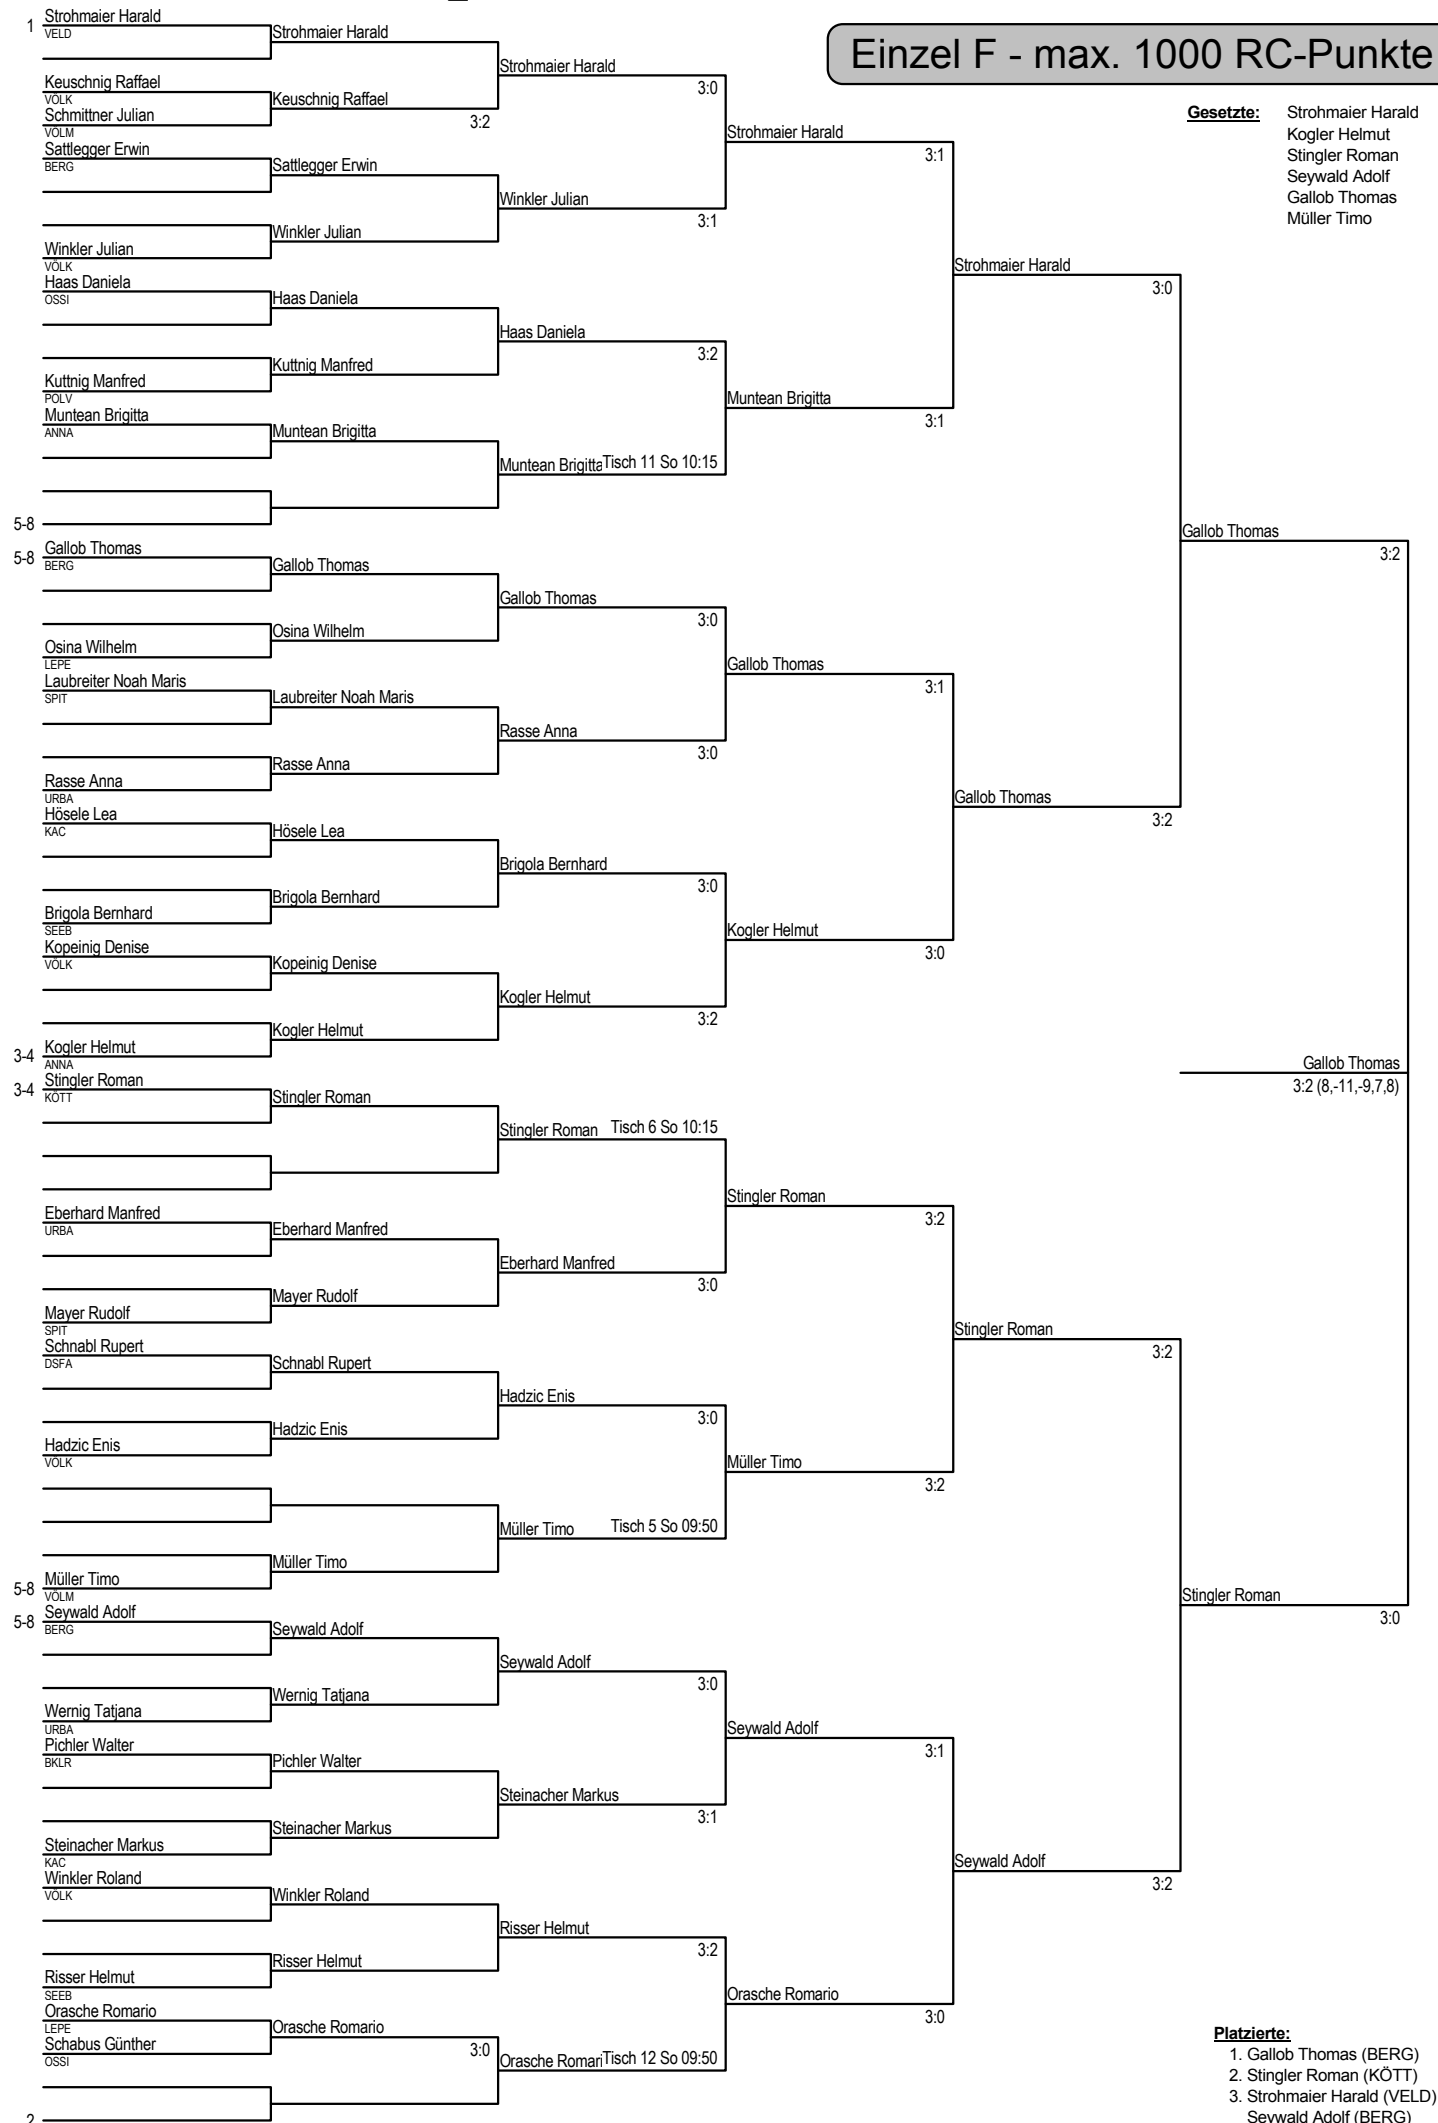 Einzel F - max. 1000 RC-Punkte
Gesetzte: Strohmaier Harald
Kogler Helmut
Stingler Roman
Seywald Adolf
Gallob Thomas
Müller Timo
1 Strohmaier Harald
VELD
Keuschnig Raffael
VÖLK
Schmittner Julian
VÖLM
Sattlegger Erwin
BERG
Winkler Julian
VÖLK
Haas Daniela
OSSI
Kuttnig Manfred
POLV
Muntean Brigitta
ANNA
5-8
5-8 Gallob Thomas
BERG
Osina Wilhelm
LEPE
Laubreiter Noah Maris
SPIT
Rasse Anna
URBA
Hösele Lea
KAC
Brigola Bernhard
SEEB
Kopeinig Denise
VÖLK
3-4 Kogler Helmut
ANNA
3-4 Stingler Roman
KÖTT
Eberhard Manfred
URBA
Mayer Rudolf
SPIT
Schnabl Rupert
DSFA
Hadzic Enis
VÖLK
5-8 Müller Timo
VÖLM
5-8 Seywald Adolf
BERG
Wernig Tatjana
URBA
Pichler Walter
BKLR
Steinacher Markus
KAC
Winkler Roland
VÖLK
Risser Helmut
SEEB
Orasche Romario
LEPE
Schabus Günther
OSSI
2
Strohmaier Harald
Keuschnig Raffael
3:2
Sattlegger Erwin
Winkler Julian
Haas Daniela
Kuttnig Manfred
Muntean Brigitta
Gallob Thomas
Osina Wilhelm
Laubreiter Noah Maris
Rasse Anna
Hösele Lea
Brigola Bernhard
Kopeinig Denise
Kogler Helmut
Stingler Roman
Eberhard Manfred
Mayer Rudolf
Schnabl Rupert
Hadzic Enis
Müller Timo
Seywald Adolf
Wernig Tatjana
Pichler Walter
Steinacher Markus
Winkler Roland
Risser Helmut
Orasche Romario
3:0
Strohmaier Harald
3:0
Winkler Julian
3:1
Haas Daniela
3:2
Muntean Brigitta Tisch 11 So 10:15
Gallob Thomas
3:0
Rasse Anna
3:0
Brigola Bernhard
3:0
Kogler Helmut
3:2
Stingler Roman Tisch 6 So 10:15
Eberhard Manfred
3:0
Hadzic Enis
3:0
Müller Timo Tisch 5 So 09:50
Seywald Adolf
3:0
Steinacher Markus
3:1
Risser Helmut
3:2
Orasche Romari Tisch 12 So 09:50
Strohmaier Harald
3:1
Muntean Brigitta
3:1
Gallob Thomas
3:1
Kogler Helmut
3:0
Stingler Roman
3:2
Müller Timo
3:2
Seywald Adolf
3:1
Orasche Romario
3:0
Strohmaier Harald
3:0
Gallob Thomas
3:2
Stingler Roman
3:2
Seywald Adolf
3:2
Gallob Thomas
3:2
Stingler Roman
3:0
Gallob Thomas
3:2 (8,-11,-9,7,8)
Platzierte:
1. Gallob Thomas (BERG)
2. Stingler Roman (KÖTT)
3. Strohmaier Harald (VELD)
Seywald Adolf (BERG)